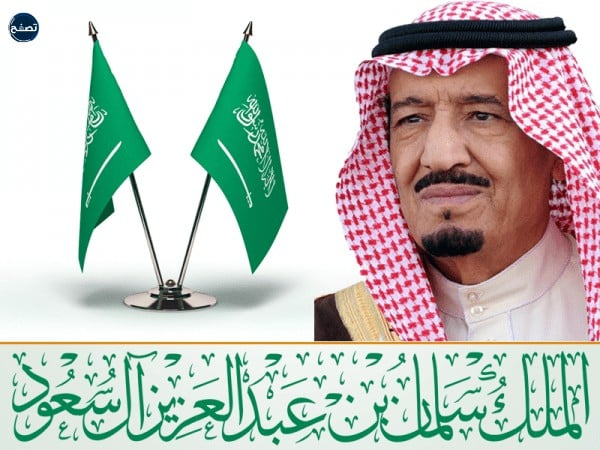 تصفح
الملك سلمان بن عبد العزيز آل سعود